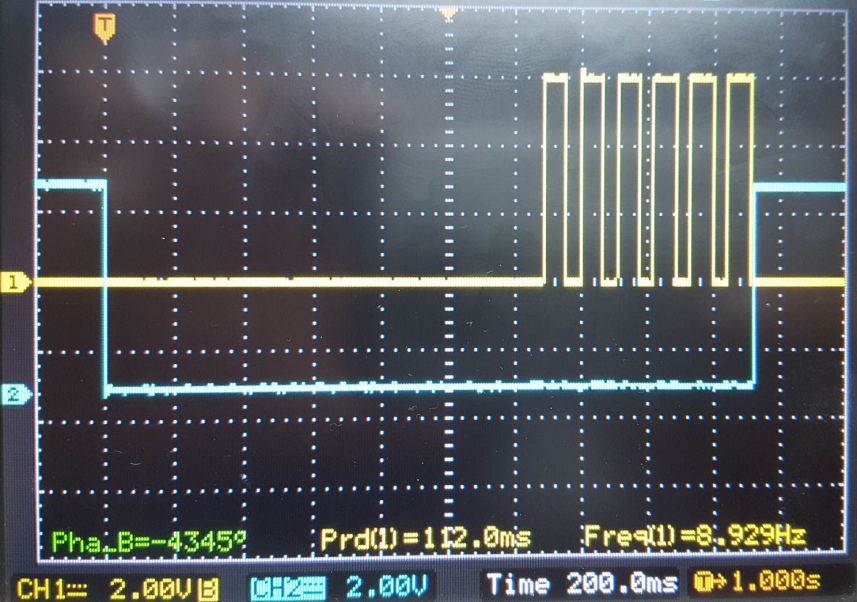 T
1
2
Pha_B=-4345º Prd(1)=112.0ms Freq(1)=8.929Hz
CH1 2.00V B CH2 2.00V Time 200.0ms T→1.000s